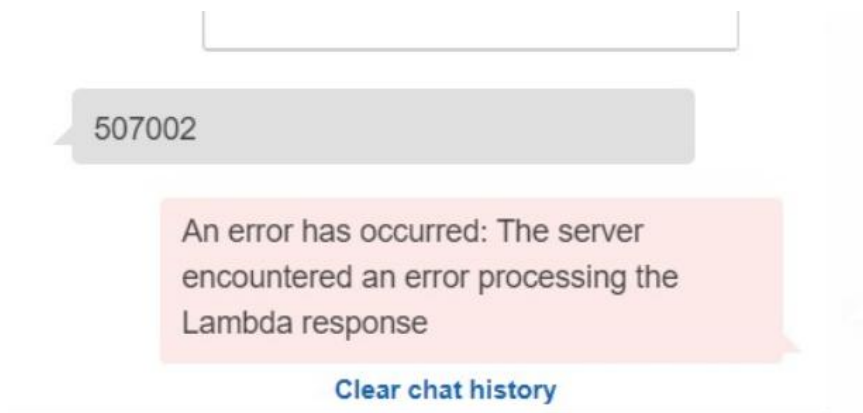 507002
An error has occurred: The server
encountered an error processing the
Lambda response
Clear chat history